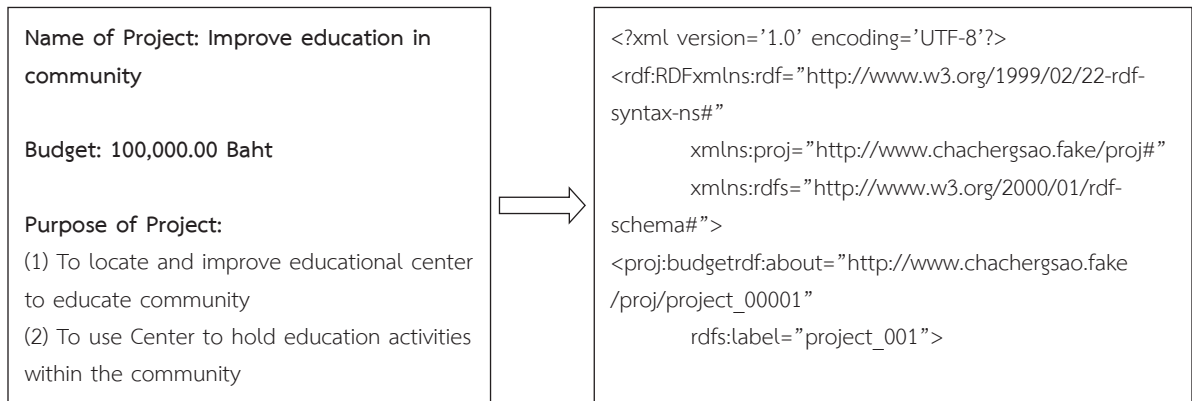 Name of Project: Improve education in
community
Budget: 100,000.00 Baht
Purpose of Project:
(1) To locate and improve educational center
to educate community
(2) To use Center to hold education activities
within the community
<?xml version=’1.0’ encoding=’UTF-8’?>
<rdf:RDFxmlns:rdf=”http://www.w3.org/1999/02/22-rdf-
syntax-ns#”
xmlns:proj=”http://www.chachergsao.fake/proj#”
xmlns:rdfs=”http://www.w3.org/2000/01/rdf-
schema#”>
<proj:budgetrdf:about=”http://www.chachergsao.fake
/proj/project_00001”
rdfs:label=”project_001”>